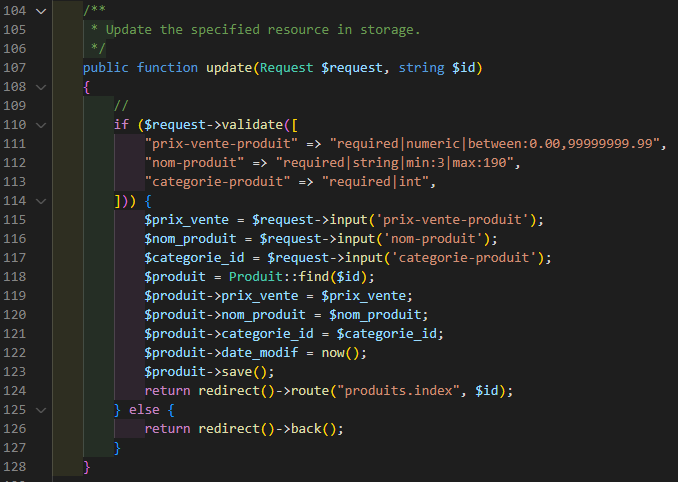 104 /**
105 * Update the specified resource in storage.
106 */
107 public function update(Request $request, string $id)
108 {
109 //
110 if ($request->validate([
111 "prix-vente-produit" => "required|numeric|between:0.00,99999999.99",
112 "nom-produit" => "required|string|min:3|max:190",
113 "categorie-produit" => "required|int",
114 ])) {
115 $prix_vente = $request->input('prix-vente-produit');
116 $nom_produit = $request->input('nom-produit');
117 $categorie_id = $request->input('categorie-produit');
118 $produit = Produit::find($id);
119 $produit->prix_vente = $prix_vente;
120 $produit->nom_produit = $nom_produit;
121 $produit->categorie_id = $categorie_id;
122 $produit->date_modif = now();
123 $produit->save();
124 return redirect()->route("produits.index", $id);
125 } else {
126 return redirect()->back();
127 }
128 }